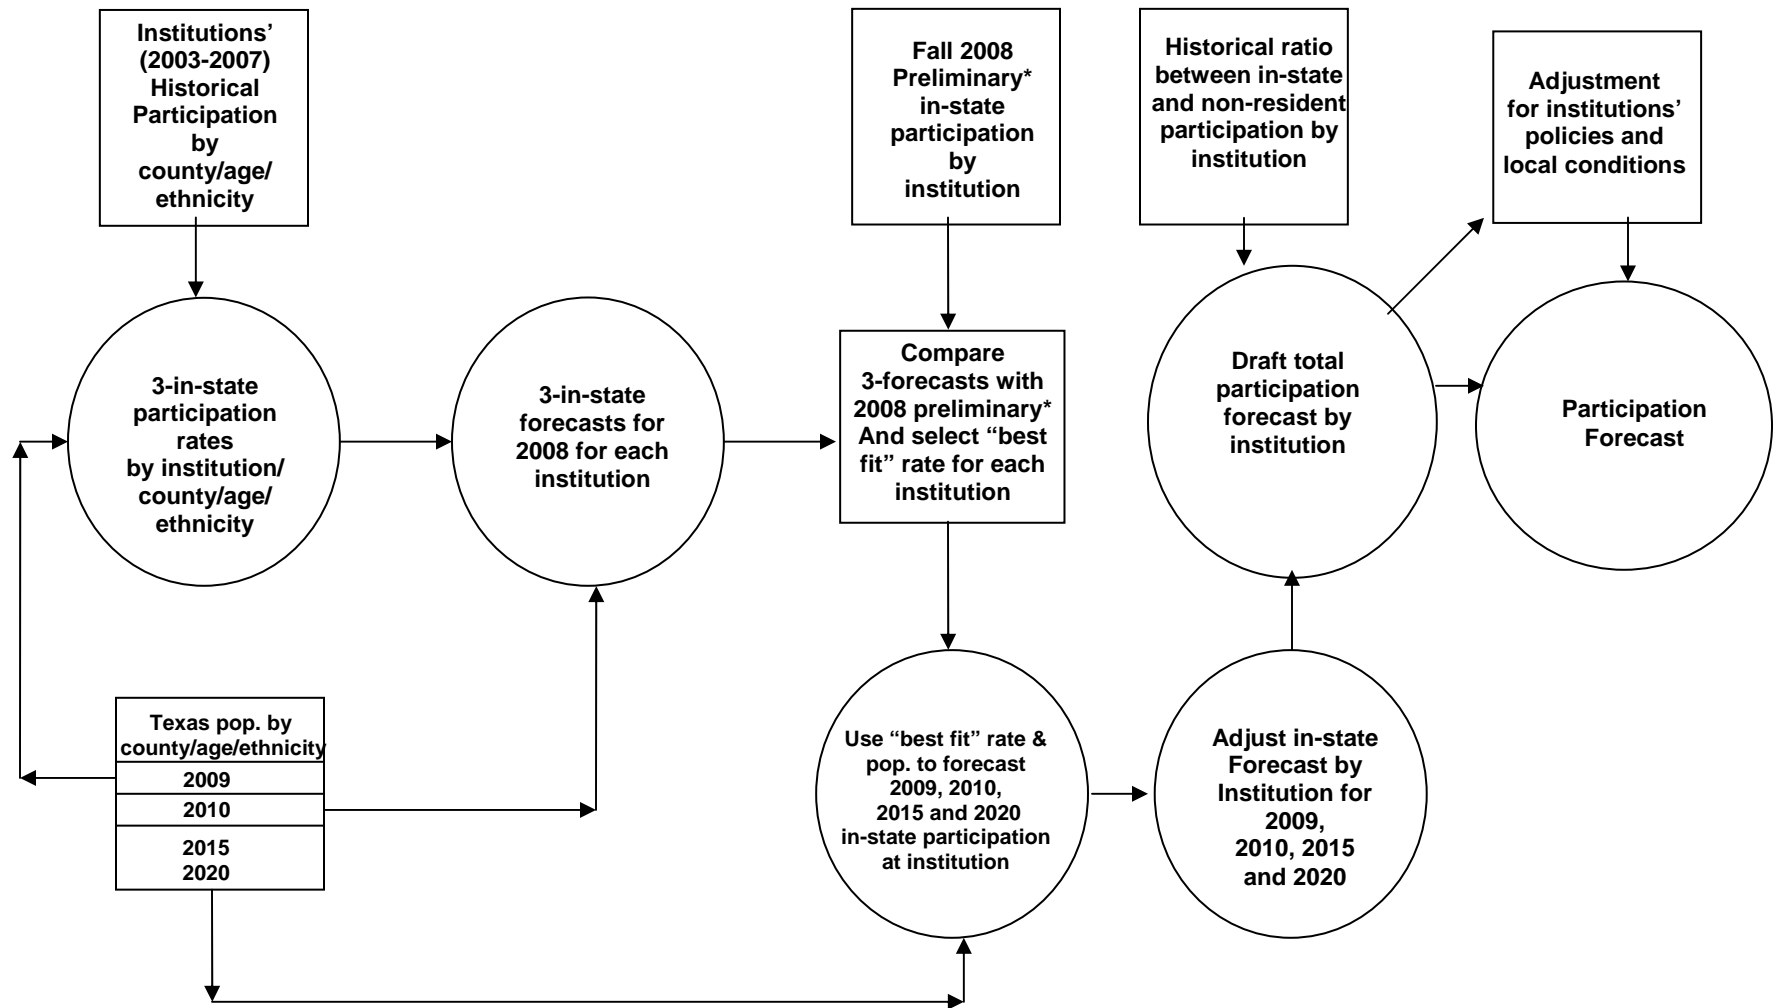 Institutions’
(2003-2007)
Historical
Participation
by
county/age/
ethnicity
Fall 2008
Preliminary*
in-state
participation
by
institution
Historical ratio
between in-state
and non-resident
participation by
institution
Adjustment
for institutions’
policies and
local conditions
3-in-state
participation
rates
by institution/
county/age/
ethnicity
3-in-state
forecasts for
2008 for each
institution
Compare
3-forecasts with
2008 preliminary*
And select “best
fit” rate for each
institution
Draft total
participation
forecast by
institution
Participation
Forecast
Texas pop. by
county/age/ethnicity
2009
2010
2015
2020
Use “best fit” rate &
pop. to forecast
2009, 2010,
2015 and 2020
in-state participation
at institution
Adjust in-state
Forecast by
Institution for
2009,
2010, 2015
and 2020